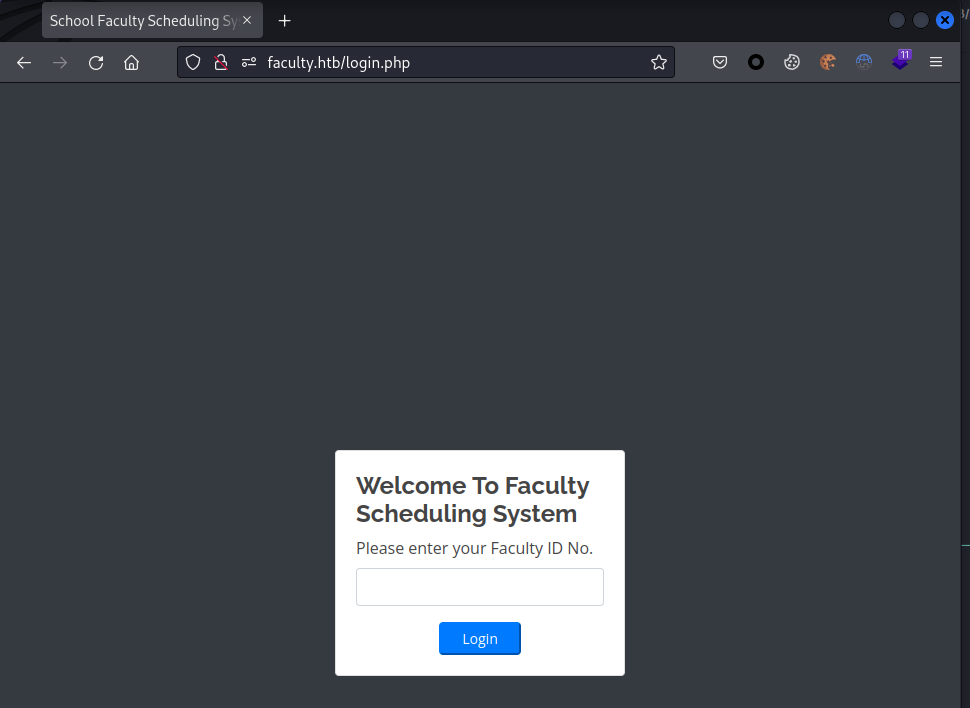 School Faculty Scheduling Sy
faculty.htb/login.php
11
Welcome To Faculty
Scheduling System
Please enter your Faculty ID No.
Login